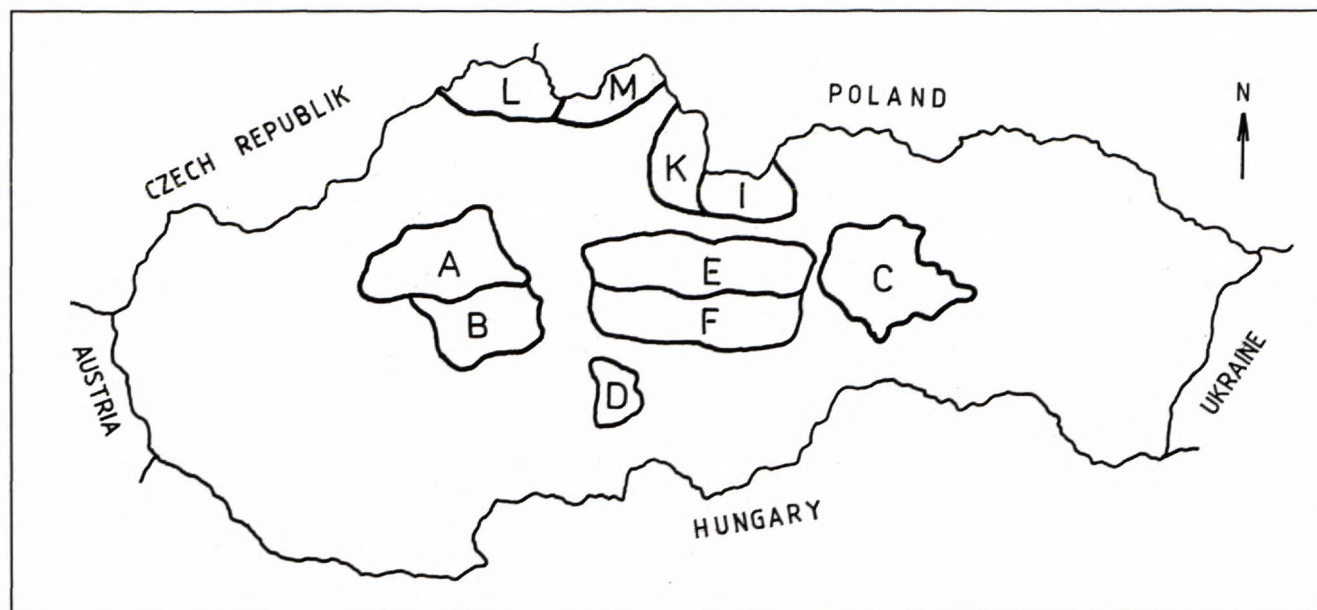 L
M
POLAND
N
CZECH REPUBLIK
K
I
A
E
C
B
F
AUSTRIA
D
UKRAINE
HUNGARY